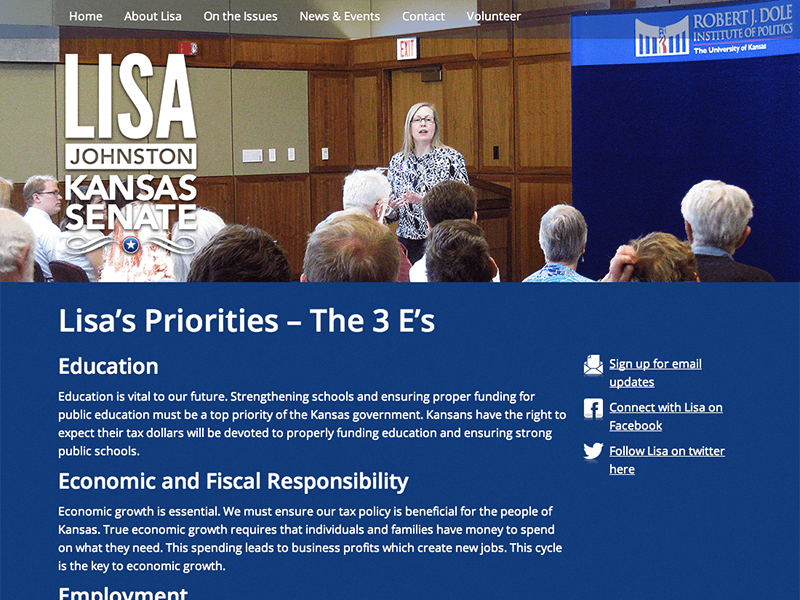 Home About Lisa On the Issues News & Events Contact Volunteer
ROBERT J. DOLE
INSTITUTE OF POLITICS
The University of Kansas
EXIT
LISA
JOHNSTON
KANSAS
SENATE
Lisa’s Priorities – The 3 E’s
Education
Education is vital to our future. Strengthening schools and ensuring proper funding for
public education must be a top priority of the Kansas government. Kansans have the right to
expect their tax dollars will be devoted to properly funding education and ensuring strong
public schools.
Economic and Fiscal Responsibility
Economic growth is essential. We must ensure our tax policy is beneficial for the people of
Kansas. True economic growth requires that individuals and families have money to spend
on what they need. This spending leads to business profits which create new jobs. This cycle
is the key to economic growth.
Employment
Sign up for email
updates
Connect with Lisa on
Facebook
Follow Lisa on twitter
here